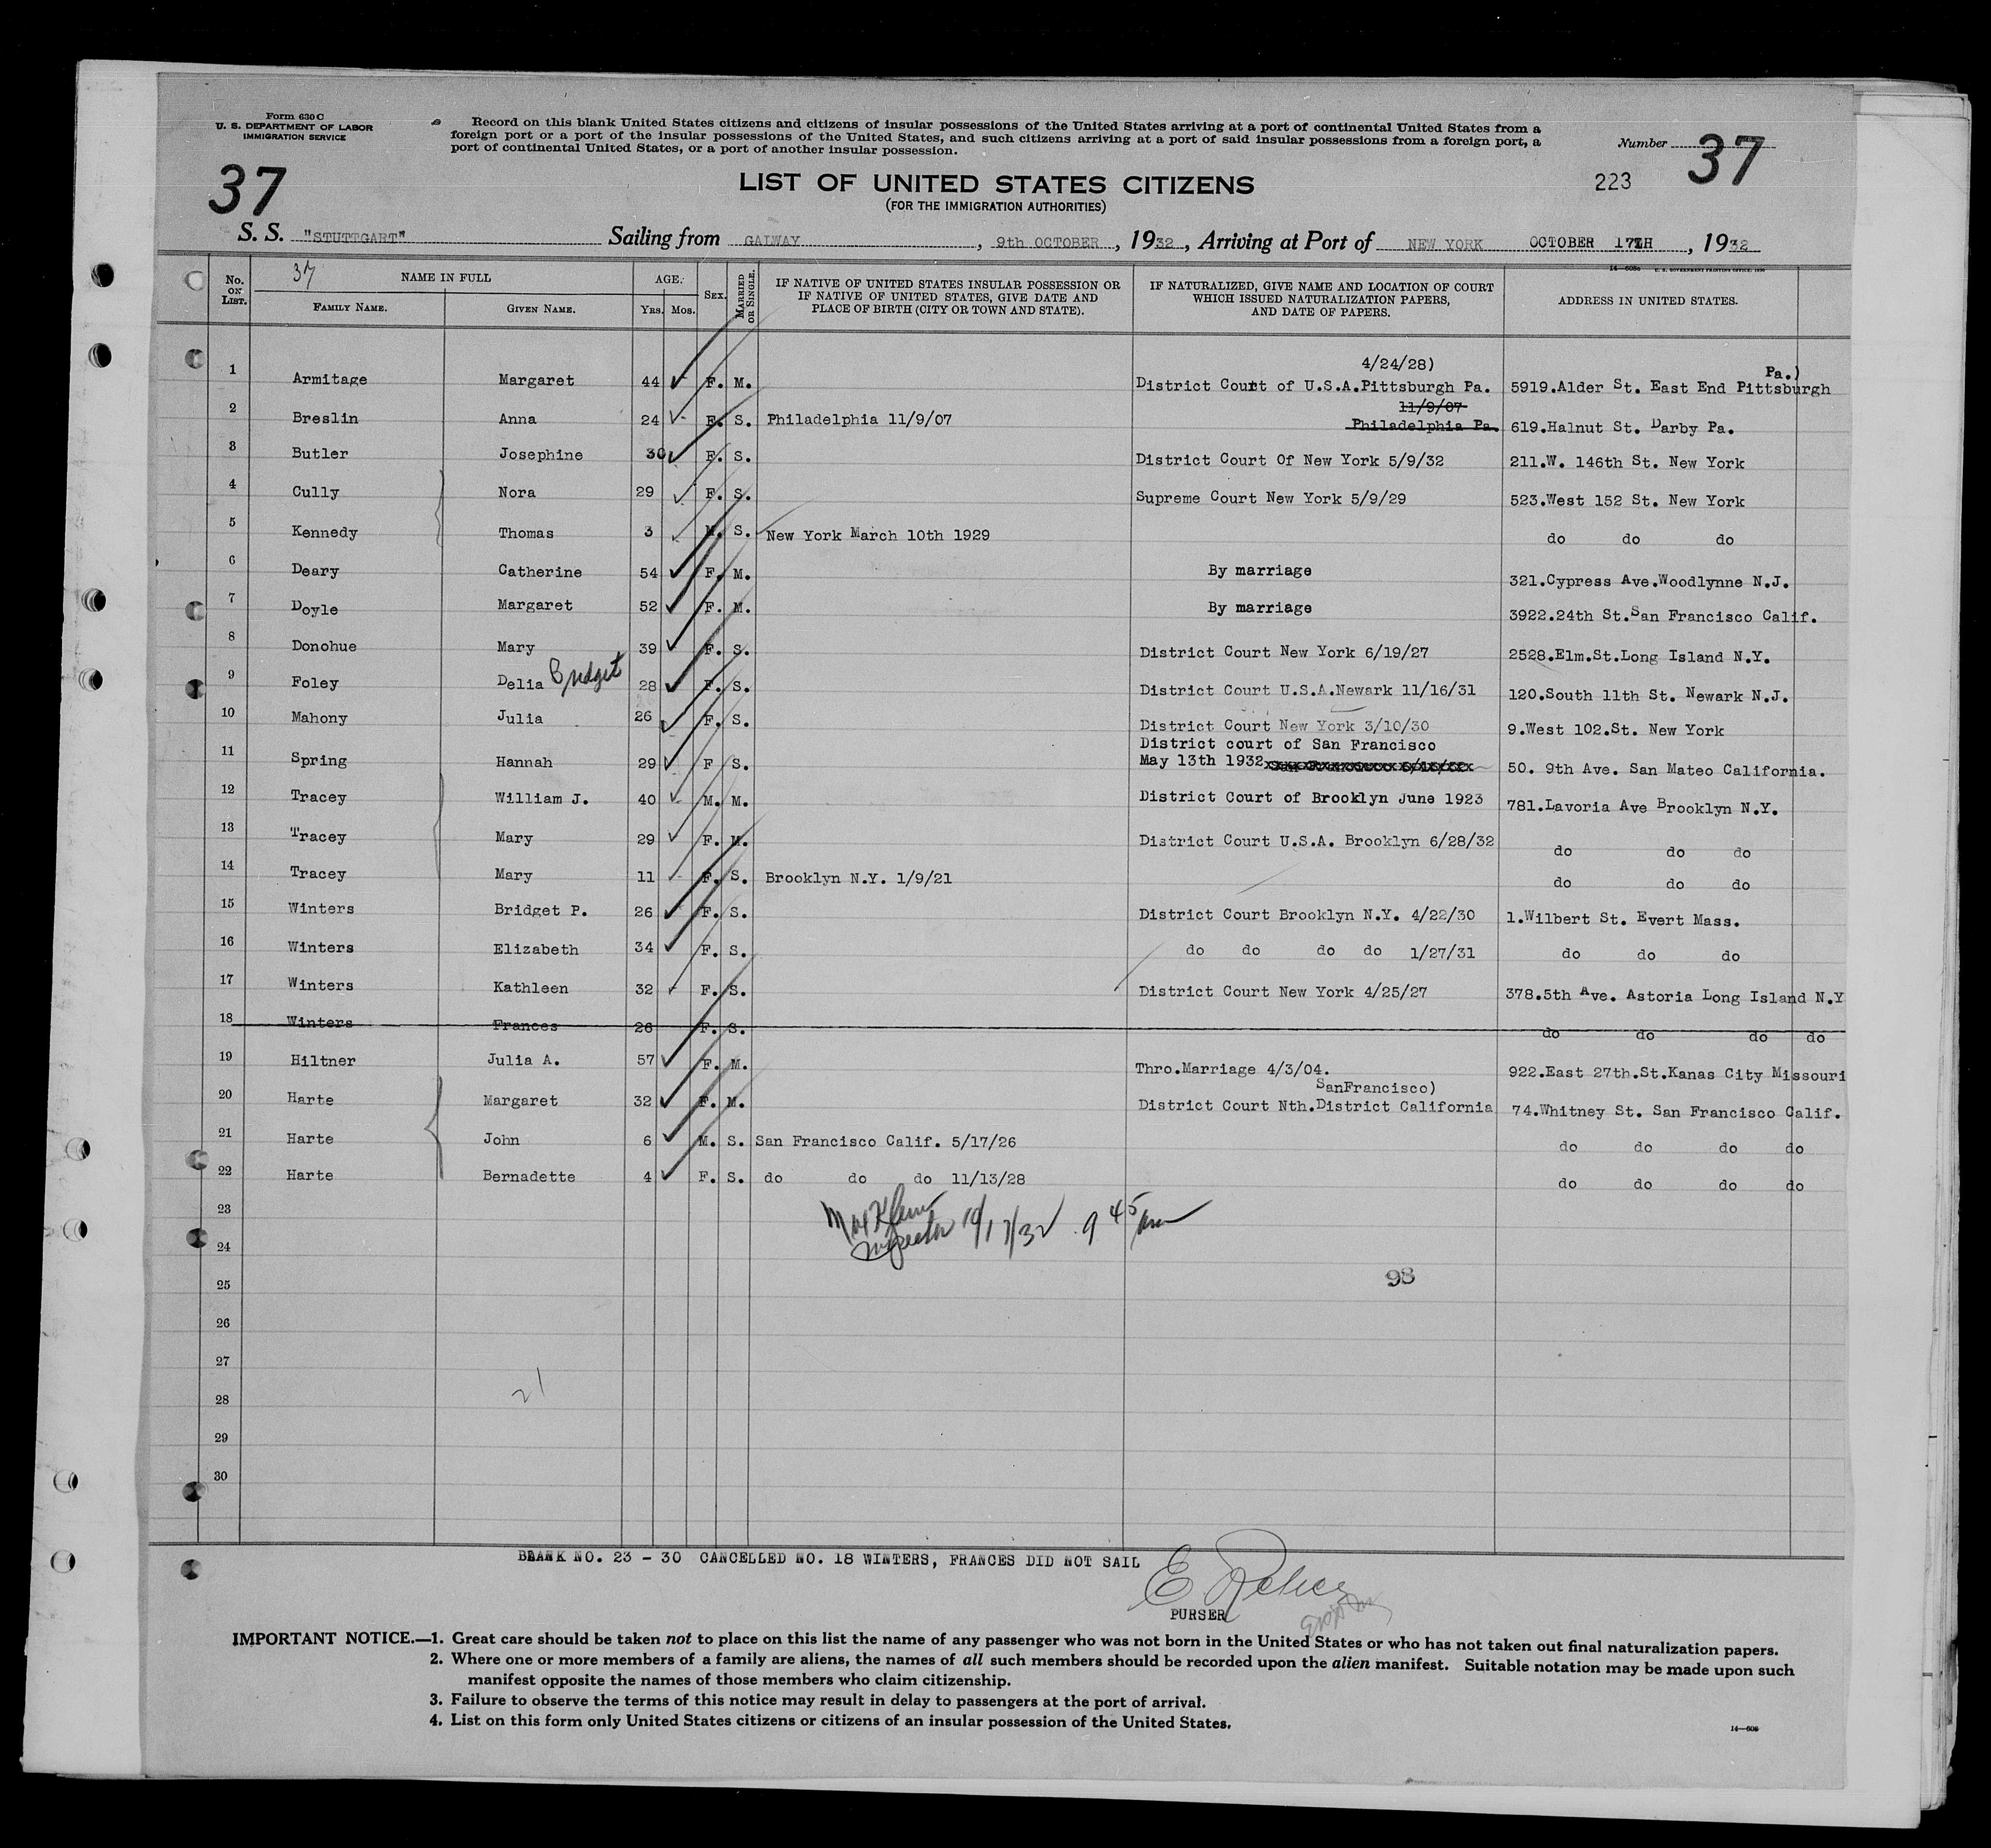 Form 630 C
U. S. DEPARTMENT OF LABOR
IMMIGRATION SERVICE
Record on this blank United States citizens and citizens of insular possessions of the United States arriving at a port of continental United States from a
foreign port or a port of the insular possessions of the United States, and such citizens arriving at a port of said insular possessions from a foreign port, a
port of continental United States, or a port of another insular possession.
Number 37
37
LIST OF UNITED STATES CITIZENS
223
(FOR THE IMMIGRATION AUTHORITIES)
S. S. "STUTTGART" Sailing from GALWAY, 9th OCTOBER, 1932, Arriving at Port of NEW YORK OCTOBER 17TH, 1932
14—608a U. S. GOVERNMENT PRINTING OFFICE: 1930
No. ON LIST.
37
NAME IN FULL
FAMILY NAME.
GIVEN NAME.
AGE.
YRS. MOS.
SEX.
MARRIED OR SINGLE.
IF NATIVE OF UNITED STATES INSULAR POSSESSION OR
IF NATIVE OF UNITED STATES, GIVE DATE AND
PLACE OF BIRTH (CITY OR TOWN AND STATE).
IF NATURALIZED, GIVE NAME AND LOCATION OF COURT
WHICH ISSUED NATURALIZATION PAPERS,
AND DATE OF PAPERS.
ADDRESS IN UNITED STATES.
4/24/28)
Pa.)
1 Armitage Margaret 44 F. M. District Court of U.S.A.Pittsburgh Pa. 5919.Alder St. East End Pittsburgh
11/9/07
2 Breslin Anna 24 F. S. Philadelphia 11/9/07 Philadelphia Pa. 619.Halnut St. Darby Pa.
3 Butler Josephine 30 F. S. District Court Of New York 5/9/32 211.W. 146th St. New York
4 Cully Nora 29 F. S. Supreme Court New York 5/9/29 523.West 152 St. New York
5 Kennedy Thomas 3 M. S. New York March 10th 1929 do do do
6 Deary Catherine 54 F. M. By marriage 321.Cypress Ave.Woodlynne N.J.
7 Doyle Margaret 52 F. M. By marriage 3922.24th St.San Francisco Calif.
8 Donohue Mary 39 F. S. District Court New York 6/19/27 2528.Elm.St.Long Island N.Y.
9 Foley Delia Bridget 28 F. S. District Court U.S.A.Newark 11/16/31 120.South 11th St. Newark N.J.
10 Mahony Julia 26 F. S. District Court New York 3/10/30 9.West 102.St. New York
District court of San Francisco
11 Spring Hannah 29 F S. May 13th 1932 50. 9th Ave. San Mateo California.
12 Tracey William J. 40 M. M. District Court of Brooklyn June 1923 781.Lavoria Ave Brooklyn N.Y.
13 Tracey Mary 29 F. M. District Court U.S.A. Brooklyn 6/28/32 do do do
14 Tracey Mary 11 F. S. Brooklyn N.Y. 1/9/21 do do do
15 Winters Bridget P. 26 F. S. District Court Brooklyn N.Y. 4/22/30 1.Wilbert St. Evert Mass.
16 Winters Elizabeth 34 F. S. do do do do 1/27/31 do do do
17 Winters Kathleen 32 F. S. District Court New York 4/25/27 378.5th Ave. Astoria Long Island N.Y
18 Winters Frances 26 F. S. do do do do
19 Hiltner Julia A. 57 F. M. Thro.Marriage 4/3/04. 922.East 27th.St.Kanas City Missouri
SanFrancisco)
20 Harte Margaret 32 F. M. District Court Nth.District California 74.Whitney St. San Francisco Calif.
21 Harte John 6 M. S. San Francisco Calif. 5/17/26 do do do do
22 Harte Bernadette 4 F. S. do do do 11/13/28 do do do do
23
Inspector 10/17/32 9 45 am
24
25
98
26
27
28
21
29
30
BLANK NO. 23 - 30 CANCELLED NO. 18 WINTERS, FRANCES DID NOT SAIL
PURSER
IMPORTANT NOTICE.—1. Great care should be taken not to place on this list the name of any passenger who was not born in the United States or who has not taken out final naturalization papers.
2. Where one or more members of a family are aliens, the names of all such members should be recorded upon the alien manifest. Suitable notation may be made upon such
manifest opposite the names of those members who claim citizenship.
3. Failure to observe the terms of this notice may result in delay to passengers at the port of arrival.
4. List on this form only United States citizens or citizens of an insular possession of the United States.
14—608